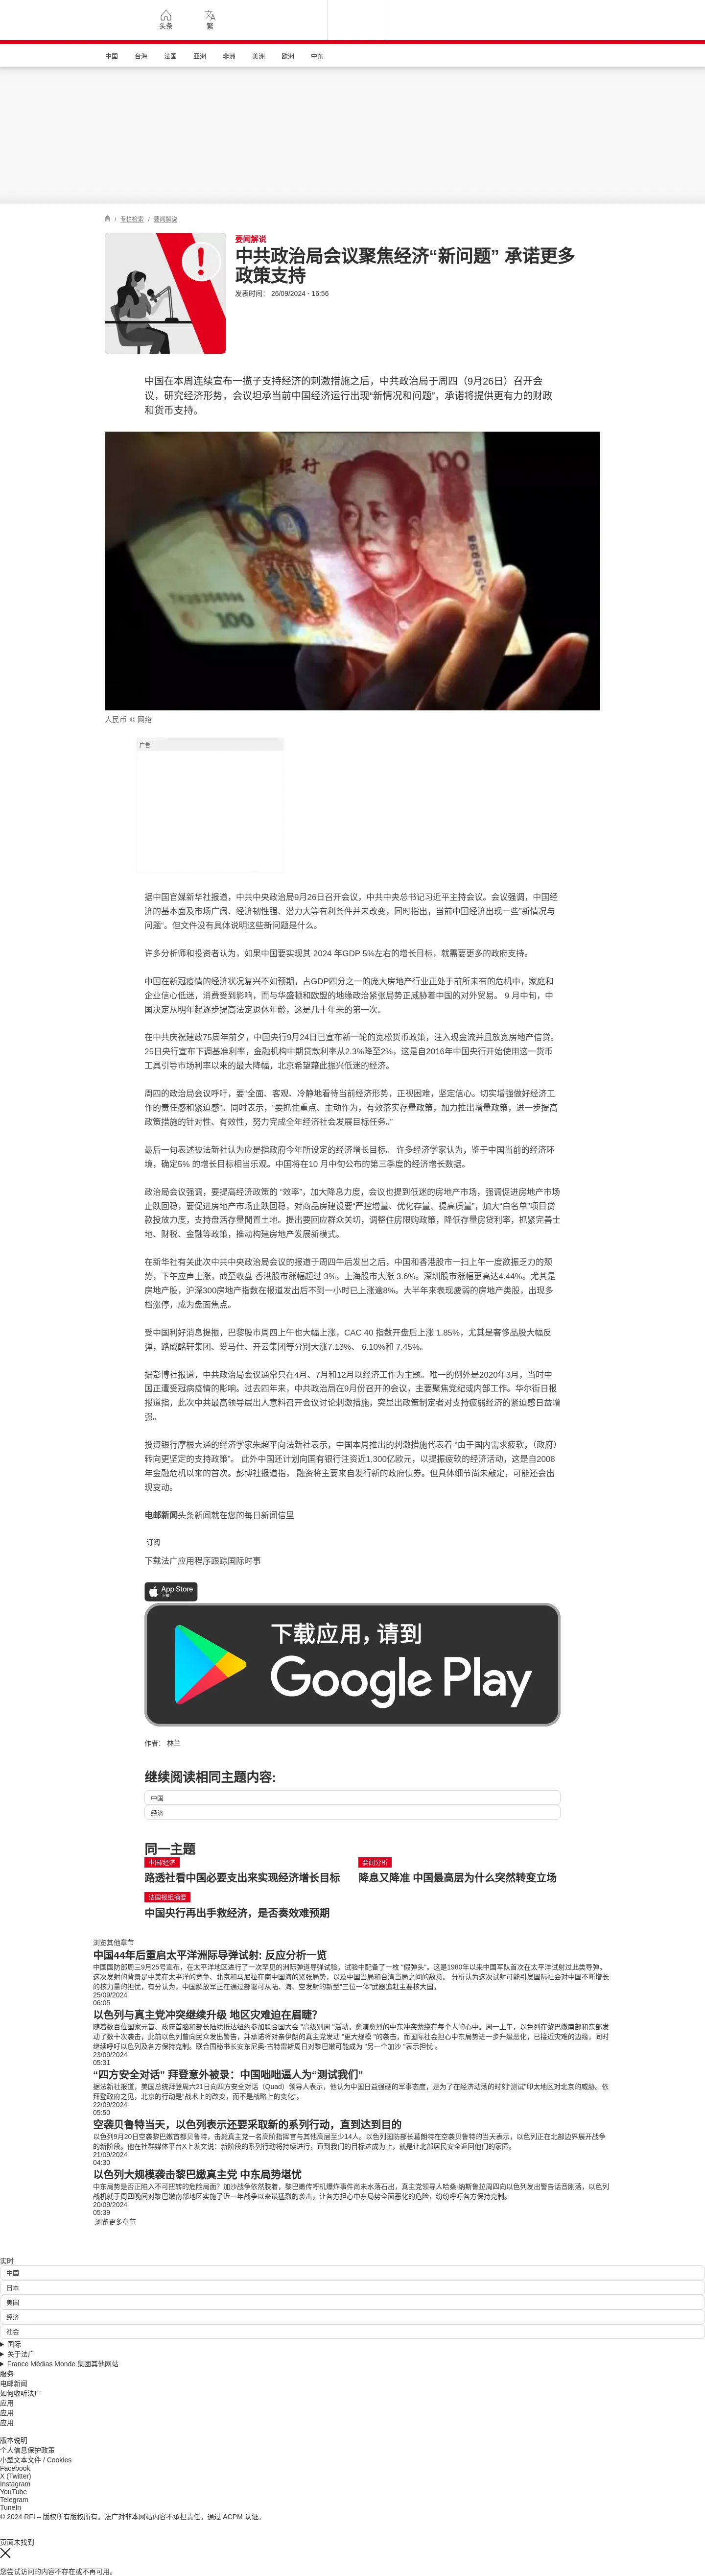 头条
繁
中国 台海 法国 亚洲 非洲 美洲 欧洲 中东
/ 专栏检索 / 要闻解说
要闻解说
中共政治局会议聚焦经济“新问题” 承诺更多
政策支持
发表时间： 26/09/2024 - 16:56
中国在本周连续宣布一揽子支持经济的刺激措施之后，中共政治局于周四（9月26日）召开会
议，研究经济形势，会议坦承当前中国经济运行出现“新情况和问题”，承诺将提供更有力的财政
和货币支持。
人民币 © 网络
广告
据中国官媒新华社报道，中共中央政治局9月26日召开会议，中共中央总书记习近平主持会议。会议强调，中国经
济的基本面及市场广阔、经济韧性强、潜力大等有利条件并未改变，同时指出，当前中国经济出现一些“新情况与
问题”。但文件没有具体说明这些新问题是什么。
许多分析师和投资者认为，如果中国要实现其 2024 年GDP 5%左右的增长目标，就需要更多的政府支持。
中国在新冠疫情的经济状况复兴不如预期，占GDP四分之一的庞大房地产行业正处于前所未有的危机中，家庭和
企业信心低迷，消费受到影响，而与华盛顿和欧盟的地缘政治紧张局势正威胁着中国的对外贸易。 9 月中旬，中
国决定从明年起逐步提高法定退休年龄，这是几十年来的第一次。
在中共庆祝建政75周年前夕，中国央行9月24日已宣布新一轮的宽松货币政策，注入现金流并且放宽房地产信贷。
25日央行宣布下调基准利率，金融机构中期贷款利率从2.3%降至2%，这是自2016年中国央行开始使用这一货币
工具引导市场利率以来的最大降幅，北京希望藉此振兴低迷的经济。
周四的政治局会议呼吁，要“全面、客观、冷静地看待当前经济形势，正视困难，坚定信心。切实增强做好经济工
作的责任感和紧迫感”。同时表示，“要抓住重点、主动作为，有效落实存量政策，加力推出增量政策，进一步提高
政策措施的针对性、有效性，努力完成全年经济社会发展目标任务。”
最后一句表述被法新社认为应是指政府今年所设定的经济增长目标。 许多经济学家认为，鉴于中国当前的经济环
境，确定5% 的增长目标相当乐观。中国将在10 月中旬公布的第三季度的经济增长数据。
政治局会议强调，要提高经济政策的 “效率”，加大降息力度，会议也提到低迷的房地产市场，强调促进房地产市场
止跌回稳，要促进房地产市场止跌回稳，对商品房建设要“严控增量、优化存量、提高质量”，加大“白名单”项目贷
款投放力度，支持盘活存量閒置土地。提出要回应群众关切，调整住房限购政策，降低存量房贷利率，抓紧完善土
地、财税、金融等政策，推动构建房地产发展新模式。
在新华社有关此次中共中央政治局会议的报道于周四午后发出之后，中国和香港股市一扫上午一度欲振乏力的颓
势，下午应声上涨，截至收盘 香港股市涨幅超过 3%，上海股市大涨 3.6%。深圳股市涨幅更高达4.44%。尤其是
房地产股，沪深300房地产指数在报道发出后不到一小时已上涨逾8%。大半年来表现疲弱的房地产类股，出现多
档涨停，成为盘面焦点。
受中国利好消息提振，巴黎股市周四上午也大幅上涨，CAC 40 指数开盘后上涨 1.85%，尤其是奢侈品股大幅反
弹，路威酩轩集团、爱马仕、开云集团等分别大涨7.13%、 6.10%和 7.45%。
据彭博社报道，中共政治局会议通常只在4月、7月和12月以经济工作为主题。唯一的例外是2020年3月，当时中
国正遭受冠病疫情的影响。过去四年来，中共政治局在9月份召开的会议，主要聚焦党纪或内部工作。华尔街日报
报道指，此次中共最高领导层出人意料召开会议讨论刺激措施，突显出政策制定者对支持疲弱经济的紧迫感日益增
强。
投资银行摩根大通的经济学家朱超平向法新社表示，中国本周推出的刺激措施代表着 “由于国内需求疲软，（政府）
转向更坚定的支持政策”。 此外中国还计划向国有银行注资近1,300亿欧元，以提振疲软的经济活动，这是自2008
年金融危机以来的首次。彭博社报道指， 融资将主要来自发行新的政府债券。但具体细节尚未敲定，可能还会出
现变动。
电邮新闻头条新闻就在您的每日新闻信里
订阅
下载法广应用程序跟踪国际时事
App Store
下载
下载应用，请到
Google Play
作者： 林兰
继续阅读相同主题内容:
中国
经济
同一主题
中国/经济
路透社看中国必要支出来实现经济增长目标
要闻分析
降息又降准 中国最高层为什么突然转变立场
法国报纸摘要
中国央行再出手救经济，是否奏效难预期
浏览其他章节
中国44年后重启太平洋洲际导弹试射: 反应分析一览
中国国防部周三9月25号宣布，在太平洋地区进行了一次罕见的洲际弹道导弹试验，试验中配备了一枚 "假弹头"。这是1980年以来中国军队首次在太平洋试射过此类导弹。
这次发射的背景是中美在太平洋的竞争、北京和马尼拉在南中国海的紧张局势，以及中国当局和台湾当局之间的敌意。 分析认为这次试射可能引发国际社会对中国不断增长
的核力量的担忧，有分认为，中国解放军正在通过部署可从陆、海、空发射的新型“三位一体”武器追赶主要核大国。
25/09/2024
06:05
以色列与真主党冲突继续升级 地区灾难迫在眉睫?
随着数百位国家元首、政府首脑和部长陆续抵达纽约参加联合国大会 "高级别周 "活动，愈演愈烈的中东冲突萦绕在每个人的心中。周一上午，以色列在黎巴嫩南部和东部发
动了数十次袭击，此前以色列曾向民众发出警告，并承诺将对亲伊朗的真主党发动 "更大规模 "的袭击，而国际社会担心中东局势进一步升级恶化，已接近灾难的边缘，同时
继续呼吁以色列及各方保持克制。联合国秘书长安东尼奥-古特雷斯周日对黎巴嫩可能成为 "另一个加沙 "表示担忧 。
23/09/2024
05:31
“四方安全对话” 拜登意外被录：中国咄咄逼人为“测试我们”
据法新社报道，美国总统拜登周六21日向四方安全对话（Quad）领导人表示，他认为中国日益强硬的军事态度，是为了在经济动荡的时刻“测试”印太地区对北京的威胁。依
拜登政府之见，北京的行动是“战术上的改变，而不是战略上的变化”。
22/09/2024
05:50
空袭贝鲁特当天，以色列表示还要采取新的系列行动，直到达到目的
以色列9月20日空袭黎巴嫩首都贝鲁特，击毙真主党一名高阶指挥官与其他高层至少14人。以色列国防部长葛朗特在空袭贝鲁特的当天表示，以色列正在北部边界展开战争
的新阶段。他在社群媒体平台X上发文说：新阶段的系列行动将持续进行，直到我们的目标达成为止，就是让北部居民安全返回他们的家园。
21/09/2024
04:30
以色列大规模袭击黎巴嫩真主党 中东局势堪忧
中东局势是否正陷入不可扭转的危险局面？加沙战争依然胶着，黎巴嫩传呼机爆炸事件尚未水落石出，真主党领导人哈桑·纳斯鲁拉周四向以色列发出警告话音刚落，以色列
战机就于周四晚间对黎巴嫩南部地区实施了近一年战争以来最猛烈的袭击，让各方担心中东局势全面恶化的危险，纷纷呼吁各方保持克制。
20/09/2024
05:39
浏览更多章节
实时
中国
日本
美国
经济
社会
国际
关于法广
France Médias Monde 集团其他网站
服务
电邮新闻
如何收听法广
应用
应用
应用
版本说明
个人信息保护政策
小型文本文件 / Cookies
Facebook
X (Twitter)
Instagram
YouTube
Telegram
TuneIn
© 2024 RFI – 版权所有版权所有。法广对非本网站内容不承担责任。通过 ACPM 认证。
页面未找到
您尝试访问的内容不存在或不再可用。